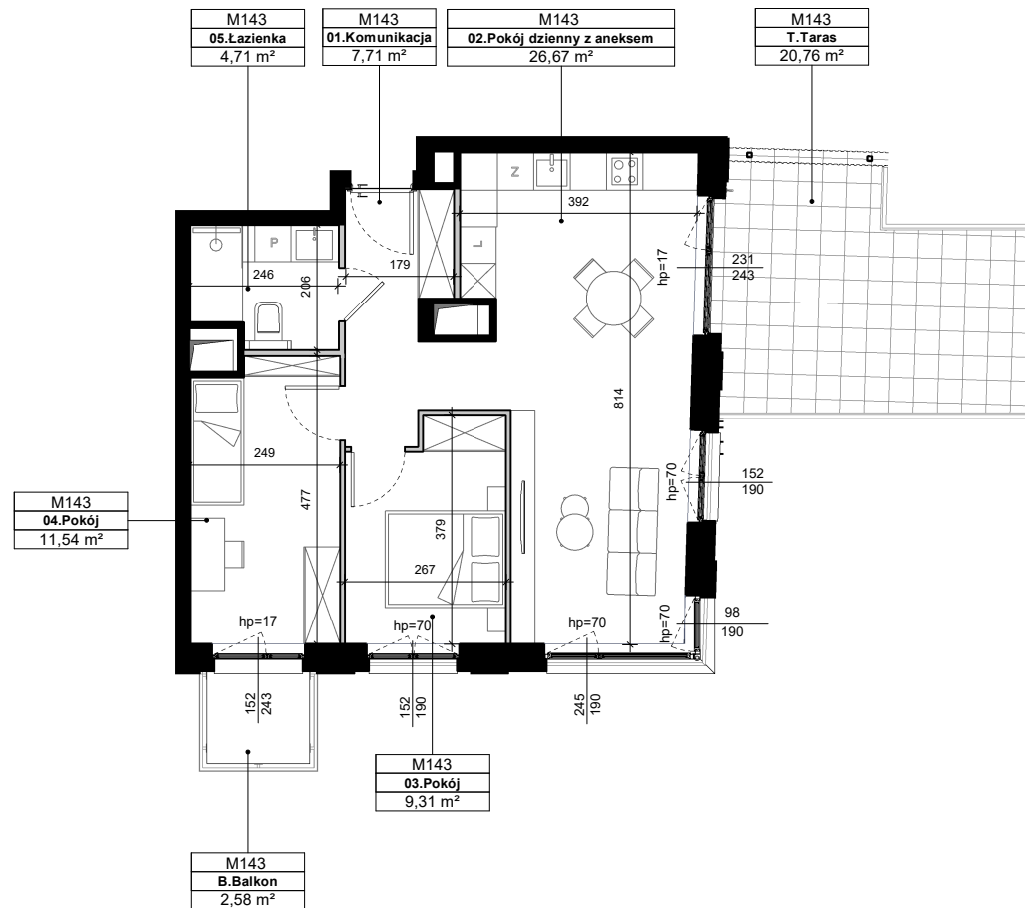 M143
05.Łazienka
4,71 m²
M143
01.Komunikacja
7,71 m²
M143
02.Pokój dzienny z aneksem
26,67 m²
M143
T.Taras
20,76 m²
Z
392
P
L
179
246
206
hp=17
231
243
814
249
477
379
267
hp=70
152
190
M143
04.Pokój
11,54 m²
hp=17
hp=70
hp=70
hp=70
98
190
152
243
152
190
245
190
M143
03.Pokój
9,31 m²
M143
B.Balkon
2,58 m²